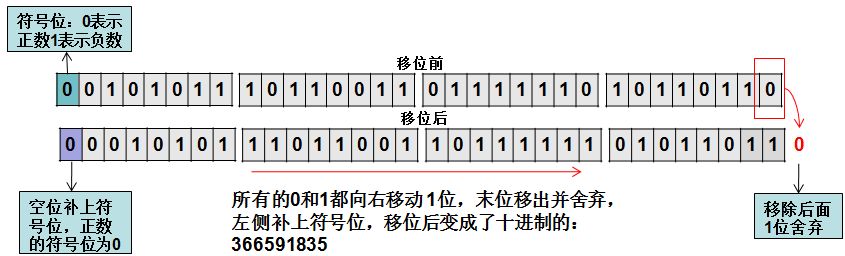 符号位：0表示
正数1表示负数
移位前
0 0 1 0 1 0 1 1 1 0 1 1 0 0 1 1 0 1 1 1 1 1 1 0 1 0 1 1 0 1 1 0
移位后
0 0 0 1 0 1 0 1 1 1 0 1 1 0 0 1 1 0 1 1 1 1 1 1 0 1 0 1 1 0 1 1 0
空位补上符
号位，正数
的符号位为0
所有的0和1都向右移动1位，末位移出并舍弃，
左侧补上符号位，移位后变成了十进制的：
366591835
移除后面
1位舍弃